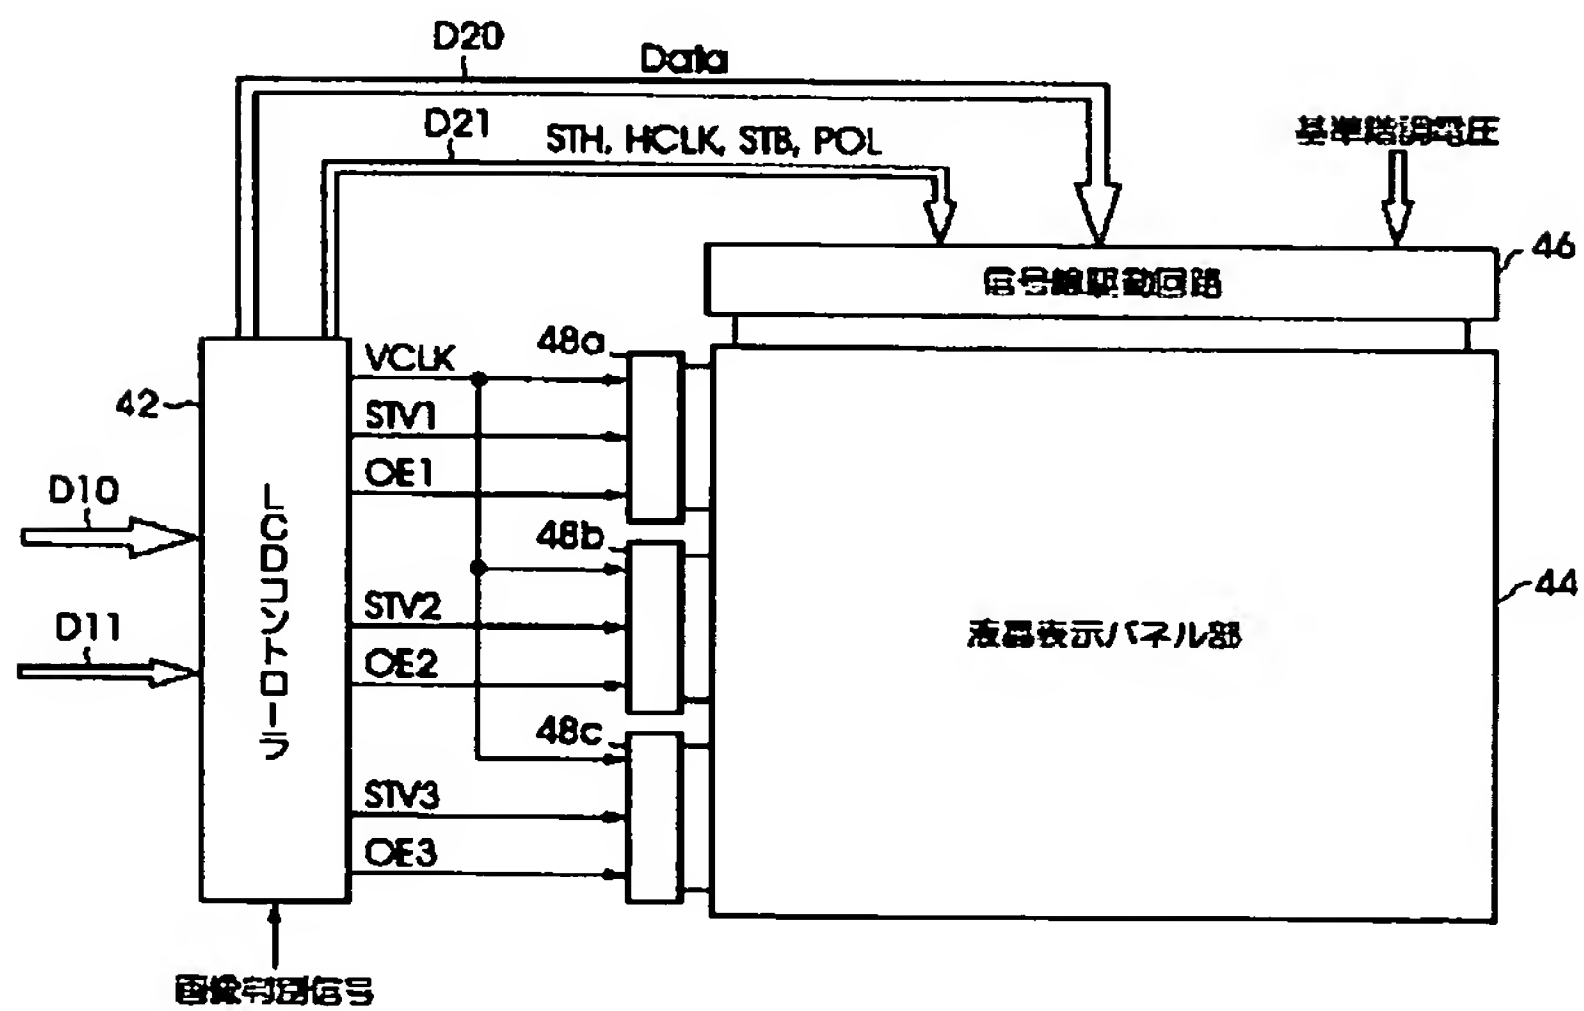 D20
Data
D21
STH, HCLK, STB, POL
基準階調電圧
46
信号線駆動回路
48a
VCLK
42
STV1
OE1
D10
LCDコントローラ
48b
44
STV2
D11
液晶表示パネル部
OE2
48c
STV3
OE3
画像判別信号